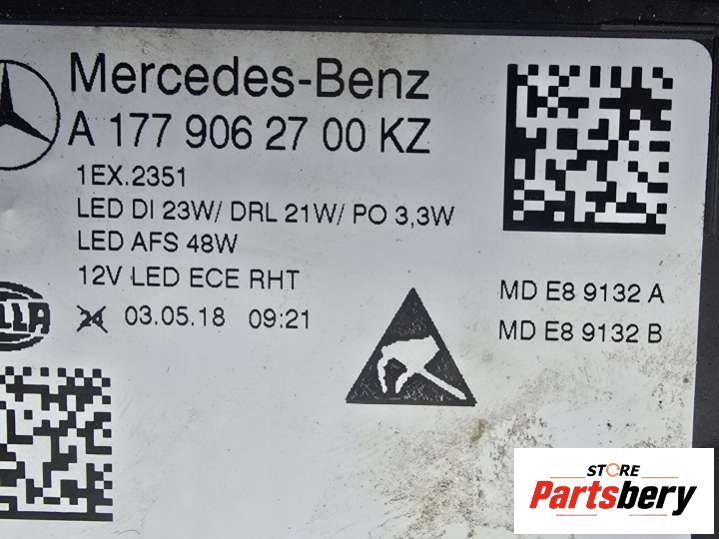 Mercedes-Benz
A 177 906 27 00 KZ
1EX.2351
LED DI 23W/ DRL 21W/ PO 3,3W
LED AFS 48W
12V LED ECE RHT
24 03.05.18 09:21
MD E8 9132 A
MD E8 9132 B
STORE
Partsbery